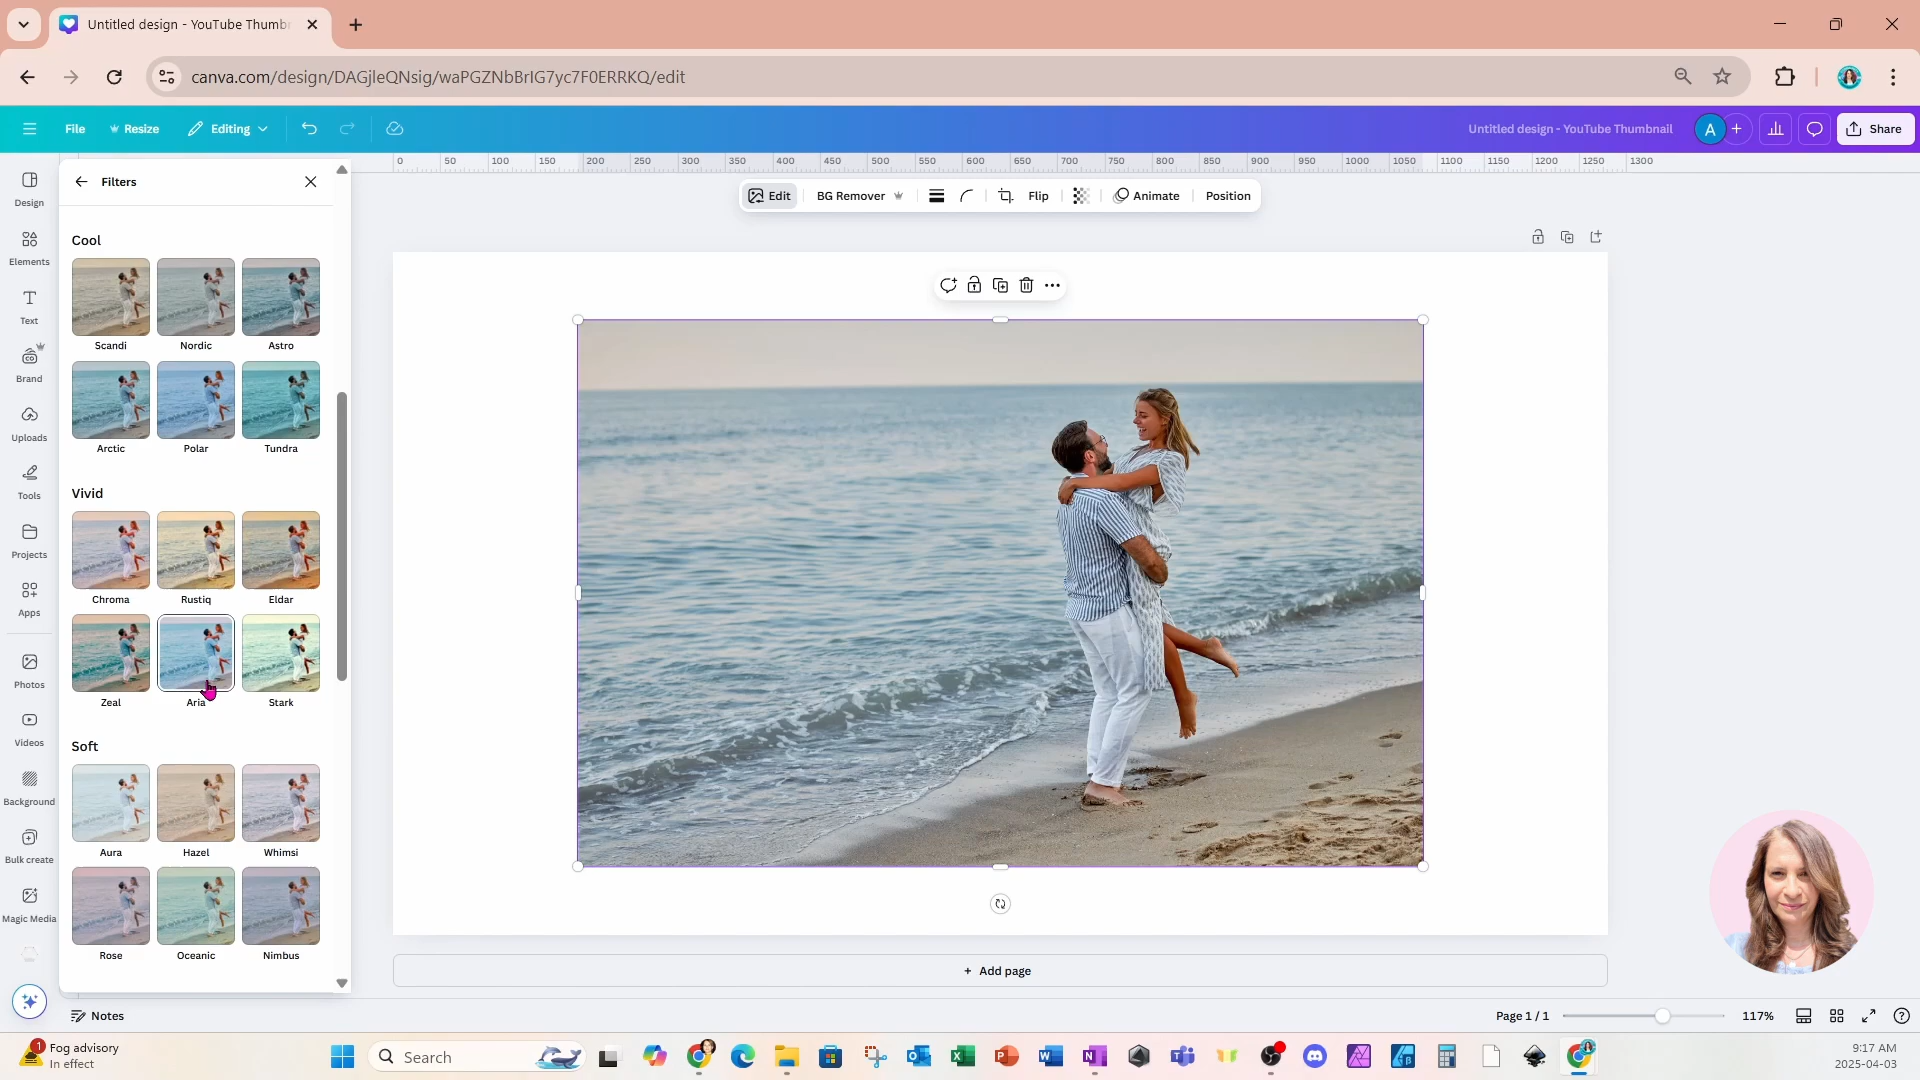 Untitled design - YouTube Thumbn
canva.com/design/DAGjleQNsig/waPGZNbBrIG7yc7F0ERRKQ/edit
File Resize Editing Untitled design - YouTube Thumbnail A Share
0 50 100 150 200 250 300 350 400 450 500 550 600 650 700 750 800 850 900 950 1000 1050 1100 1150 1200 1250 1300
Design
Elements
Text
Brand
Uploads
Tools
Projects
Apps
Photos
Videos
Background
Bulk create
Magic Media
Filters
Cool
Scandi Nordic Astro
Arctic Polar Tundra
Vivid
Chroma Rustiq Eldar
Zeal Aria Stark
Soft
Aura Hazel Whimsi
Rose Oceanic Nimbus
Edit BG Remover Flip Animate Position
+ Add page
Notes Page 1 / 1 117%
1 Fog advisory
In effect
Search
9:17 AM
2025-04-03